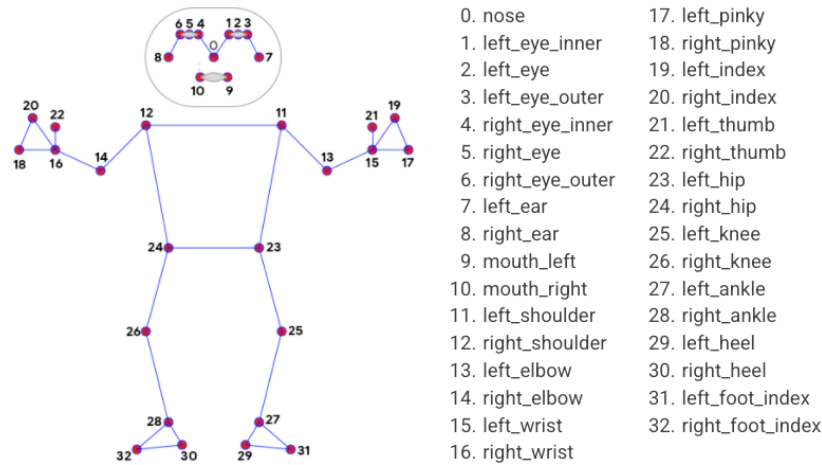 6 5 4 1 2 3
0
8 7
10 9
20 22 12 11 21 19
18 16 14 13 15 17
24 23
26 25
28 27
32 30 29 31
0. nose
1. left_eye_inner
2. left_eye
3. left_eye_outer
4. right_eye_inner
5. right_eye
6. right_eye_outer
7. left_ear
8. right_ear
9. mouth_left
10. mouth_right
11. left_shoulder
12. right_shoulder
13. left_elbow
14. right_elbow
15. left_wrist
16. right_wrist
17. left_pinky
18. right_pinky
19. left_index
20. right_index
21. left_thumb
22. right_thumb
23. left_hip
24. right_hip
25. left_knee
26. right_knee
27. left_ankle
28. right_ankle
29. left_heel
30. right_heel
31. left_foot_index
32. right_foot_index